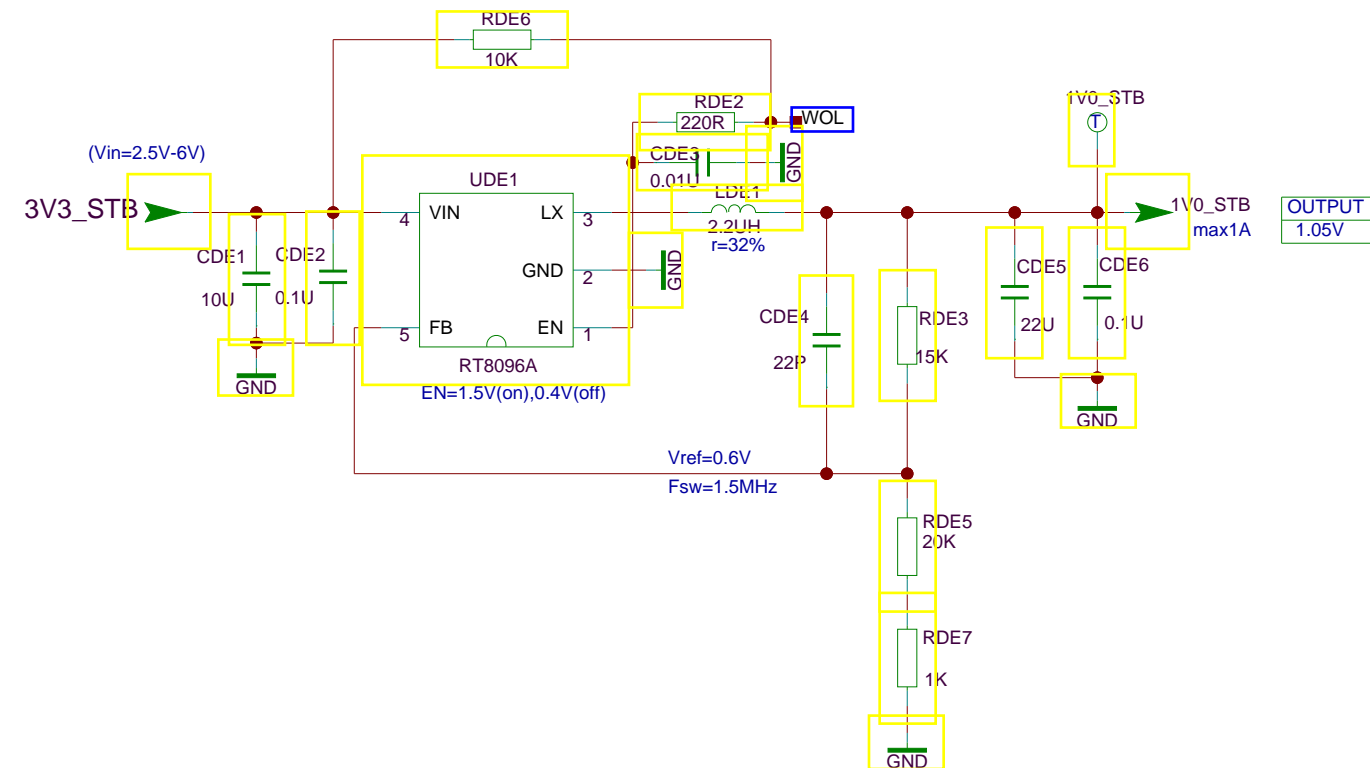 RDE6
10K
RDE2
220R
WOL
1V0_STB
T
(Vin=2.5V-6V)
CDE3
0.01U
GND
UDE1
LDE1
2.2UH
r=32%
3V3_STB
4
VIN
LX
3
1V0_STB
max1A
OUTPUT
1.05V
CDE1
10U
CDE2
0.1U
GND
2
GND
CDE5
22U
CDE6
0.1U
5
FB
EN
1
CDE4
22P
RDE3
15K
RT8096A
EN=1.5V(on),0.4V(off)
GND
GND
Vref=0.6V
Fsw=1.5MHz
RDE5
20K
RDE7
1K
GND